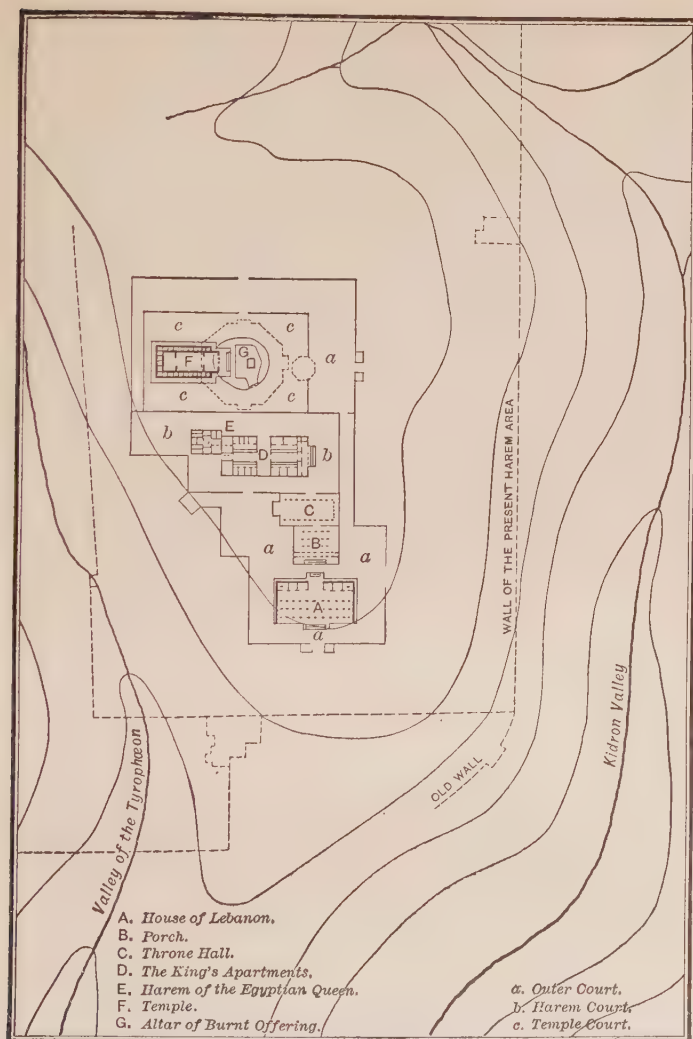 c
c
F
G
a
c
c
b
E
D
b
C
a
B
a
A
a
WALL OF THE PRESENT HAREM AREA
OLD WALL
Kidron Valley
Valley of the Tyrophœon
A. House of Lebanon.
B. Porch.
C. Throne Hall.
D. The King's Apartments.
E. Harem of the Egyptian Queen.
F. Temple.
G. Altar of Burnt Offering.
a. Outer Court.
b. Harem Court.
c. Temple Court.